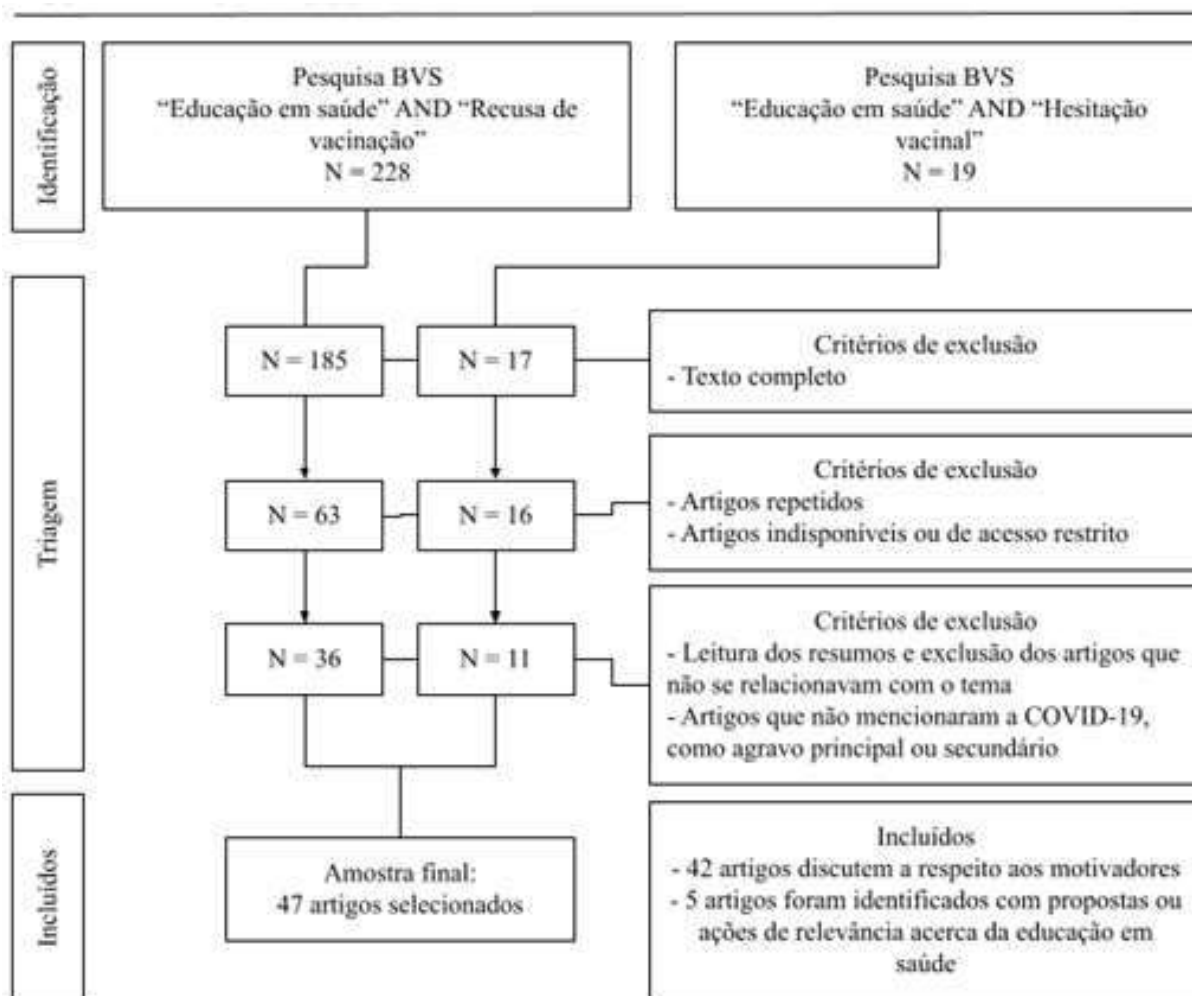 Identificação
Pesquisa BVS
“Educação em saúde” AND “Recusa de
vacinação”
N = 228
Pesquisa BVS
“Educação em saúde” AND “Hesitação
vacinal”
N = 19
Triagem
N = 185
N = 17
Critérios de exclusão
- Texto completo
N = 63
N = 16
Critérios de exclusão
- Artigos repetidos
- Artigos indisponíveis ou de acesso restrito
N = 36
N = 11
Critérios de exclusão
- Leitura dos resumos e exclusão dos artigos que
não se relacionavam com o tema
- Artigos que não mencionaram a COVID-19,
como agravo principal ou secundário
Incluídos
Amostra final:
47 artigos selecionados
Incluídos
- 42 artigos discutem a respeito aos motivadores
- 5 artigos foram identificados com propostas ou
ações de relevância acerca da educação em
saúde